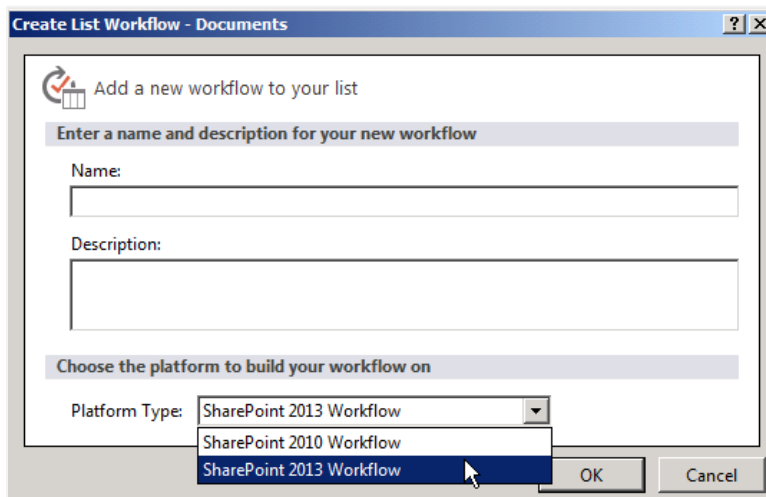 Create List Workflow - Documents
Add a new workflow to your list
Enter a name and description for your new workflow
Name:
Description:
Choose the platform to build your workflow on
Platform Type: SharePoint 2013 Workflow
SharePoint 2010 Workflow
SharePoint 2013 Workflow
OK Cancel